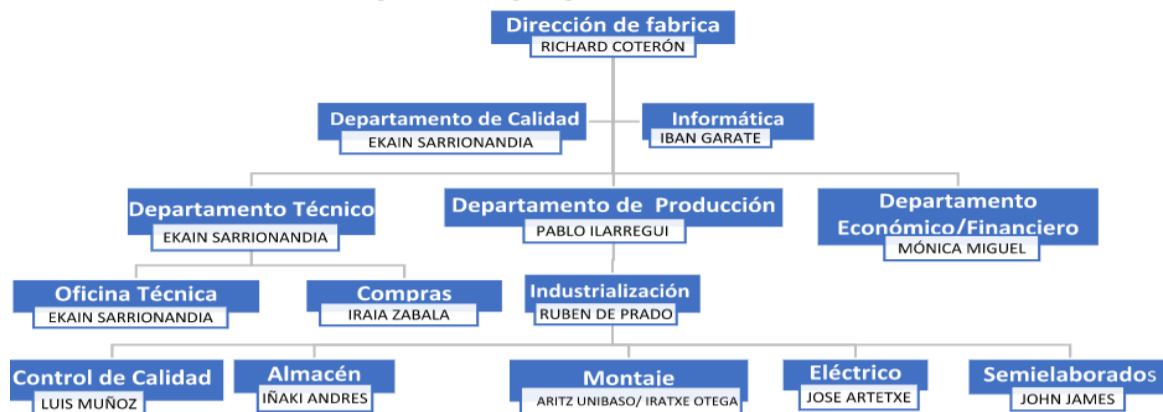 Dirección de fabrica
RICHARD COTERÓN
Departamento de Calidad
EKAIN SARRIONANDIA
Informática
IBAN GARATE
Departamento Técnico
EKAIN SARRIONANDIA
Departamento de Producción
PABLO ILARREGUI
Departamento
Económico/Financiero
MÓNICA MIGUEL
Oficina Técnica
EKAIN SARRIONANDIA
Compras
IRAIA ZABALA
Industrialización
RUBEN DE PRADO
Control de Calidad
LUIS MUÑOZ
Almacén
IÑAKI ANDRES
Montaje
ARITZ UNIBASO/ IRATXE OTEGA
Eléctrico
JOSE ARTETXE
Semielaborados
JOHN JAMES